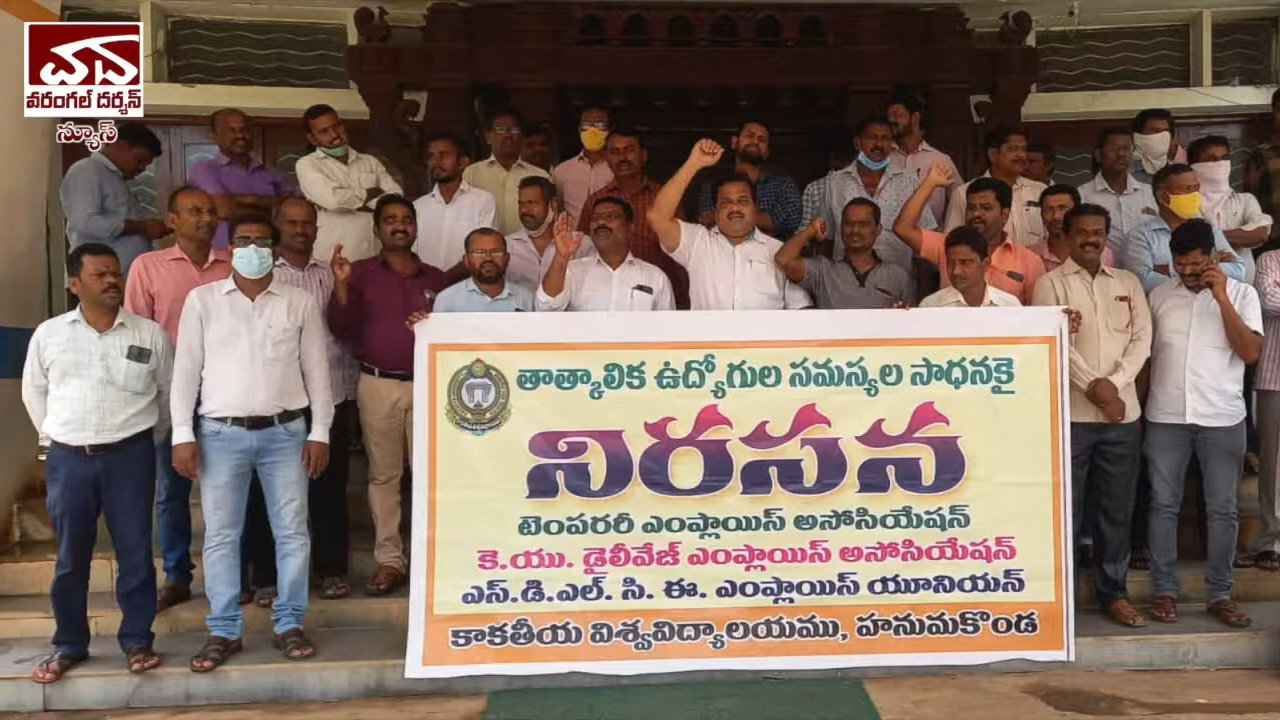 వద
వరంగల్ దర్శన్
న్యూస్
తాత్కాలిక ఉద్యోగుల సమస్యల సాధనకై
నిరసన
టెంపరరీ ఎంప్లాయిస్ అసోసియేషన్
కె.యు. డైలీవేజ్ ఎంప్లాయిస్ అసోసియేషన్
ఎస్.డి.ఎల్. సి. ఈ. ఎంప్లాయిస్ యూనియన్
కాకతీయ విశ్వవిద్యాలయము, హనుమకొండ